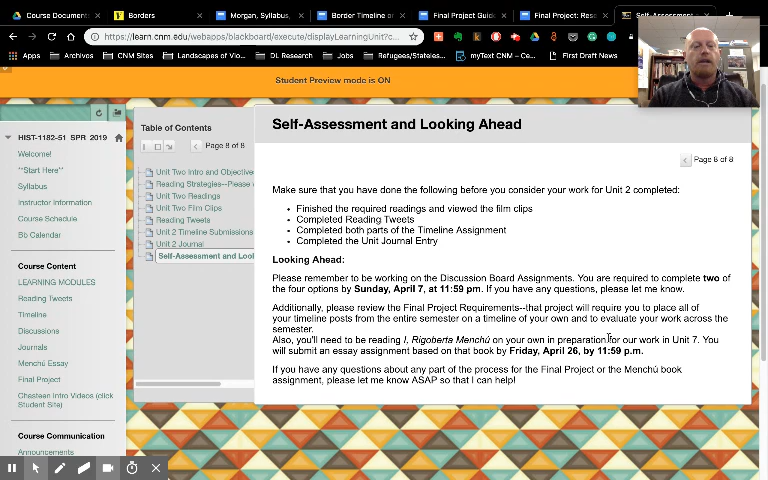 Course Document
Borders
Morgan, Syllabus,
Border Timeline or
Final Project Guide
Final Project: Rese
Self-Assessment
https://learn.cnm.edu/webapps/blackboard/execute/displayLearningUnit?c...
Apps
Archivos
CNM Sites
Landscapes of Vio...
DL Research
Jobs
Refugees/Stateles...
myText CNM – Cen...
First Draft News
Student Preview mode is ON
HIST-1182-51 SPR 2019
Welcome!
**Start Here**
Syllabus
Instructor Information
Course Schedule
Bb Calendar
Course Content
LEARNING MODULES
Reading Tweets
Timeline
Discussions
Journals
Menchú Essay
Final Project
Chasteen Intro Videos (click
Student Site)
Course Communication
Announcements
Table of Contents
Page 8 of 8
Unit Two Intro and Objective
Reading Strategies--Please
Unit Two Readings
Unit Two Film Clips
Reading Tweets
Unit 2 Timeline Submissions
Unit 2 Journal
Self-Assessment and Lool
Self-Assessment and Looking Ahead
Page 8 of 8
Make sure that you have done the following before you consider your work for Unit 2 completed:
• Finished the required readings and viewed the film clips
• Completed Reading Tweets
• Completed both parts of the Timeline Assignment
• Completed the Unit Journal Entry
Looking Ahead:
Please remember to be working on the Discussion Board Assignments. You are required to complete two of
the four options by Sunday, April 7, at 11:59 pm. If you have any questions, please let me know.
Additionally, please review the Final Project Requirements--that project will require you to place all of
your timeline posts from the entire semester on a timeline of your own and to evaluate your work across the
semester.
Also, you'll need to be reading I, Rigoberta Menchú on your own in preparation for our work in Unit 7. You
will submit an essay assignment based on that book by Friday, April 26, by 11:59 p.m.
If you have any questions about any part of the process for the Final Project or the Menchú book
assignment, please let me know ASAP so that I can help!